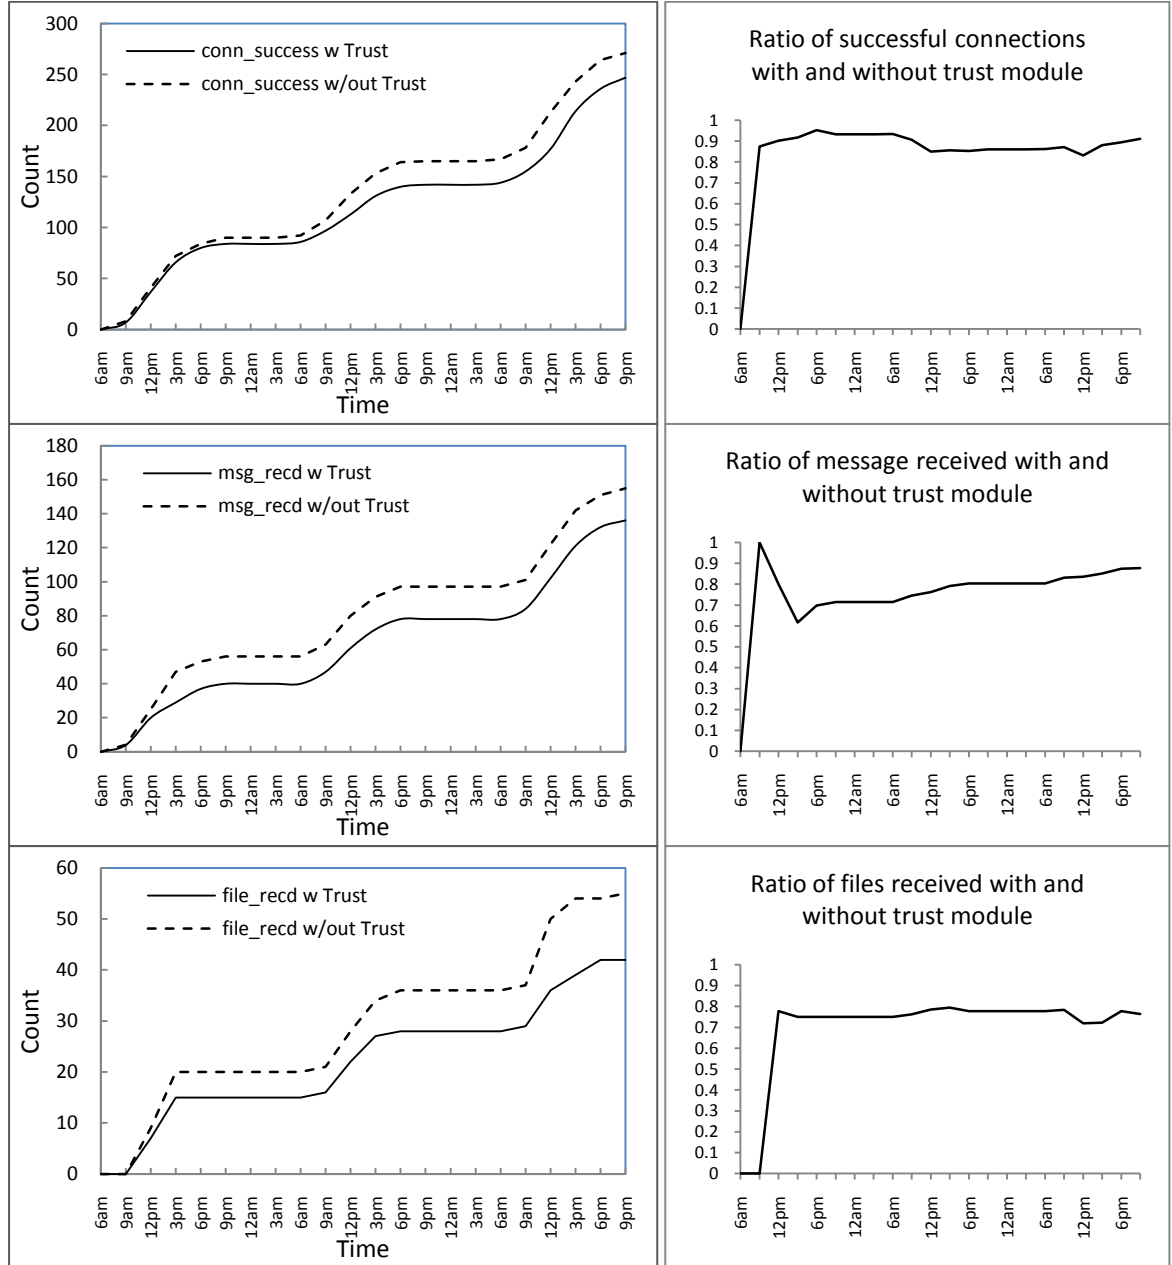 300
250
200
150
100
50
0
Count
conn_success w Trust
conn_success w/out Trust
6am 9am 12pm 3pm 6pm 9pm 12am 3am 6am 9am 12pm 3pm 6pm 9pm 12am 3am 6am 9am 12pm 3pm 6pm 9pm
Time
Ratio of successful connections
with and without trust module
1
0.9
0.8
0.7
0.6
0.5
0.4
0.3
0.2
0.1
0
6am 12pm 6pm 12am 6am 12pm 6pm 12am 6am 12pm 6pm
180
160
140
120
100
80
60
40
20
0
Count
msg_recd w Trust
msg_recd w/out Trust
6am 9am 12pm 3pm 6pm 9pm 12am 3am 6am 9am 12pm 3pm 6pm 9pm 12am 3am 6am 9am 12pm 3pm 6pm 9pm
Time
Ratio of message received with and
without trust module
1
0.9
0.8
0.7
0.6
0.5
0.4
0.3
0.2
0.1
0
6am 12pm 6pm 12am 6am 12pm 6pm 12am 6am 12pm 6pm
60
50
40
30
20
10
0
Count
file_recd w Trust
file_recd w/out Trust
6am 9am 12pm 3pm 6pm 9pm 12am 3am 6am 9am 12pm 3pm 6pm 9pm 12am 3am 6am 9am 12pm 3pm 6pm 9pm
Time
Ratio of files received with and
without trust module
1
0.9
0.8
0.7
0.6
0.5
0.4
0.3
0.2
0.1
0
6am 12pm 6pm 12am 6am 12pm 6pm 12am 6am 12pm 6pm